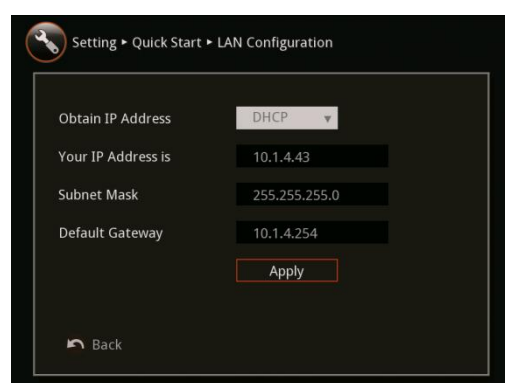 Setting ▸ Quick Start ▸ LAN Configuration
Obtain IP Address DHCP ▼
Your IP Address is 10.1.4.43
Subnet Mask 255.255.255.0
Default Gateway 10.1.4.254
Apply
Back